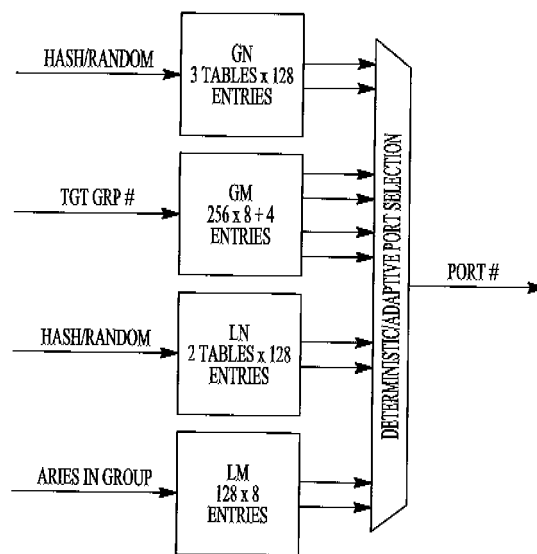 HASH/RANDOM
GN
3 TABLES x 128
ENTRIES
TGT GRP #
GM
256 x 8 + 4
ENTRIES
HASH/RANDOM
LN
2 TABLES x 128
ENTRIES
ARIES IN GROUP
LM
128 x 8
ENTRIES
DETERMINISTIC/ADAPTIVE PORT SELECTION
PORT #